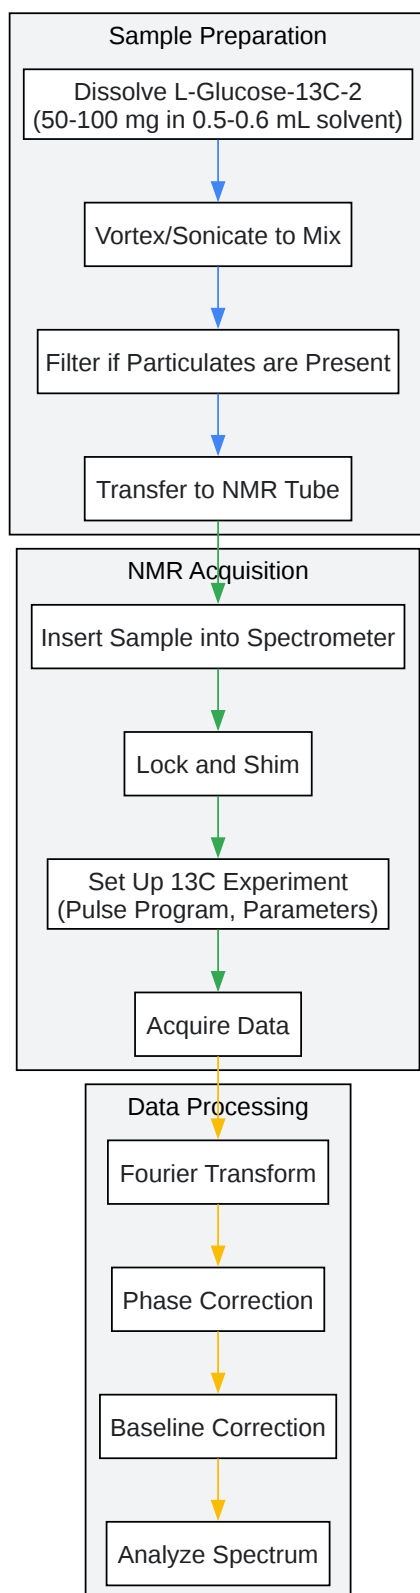 Sample Preparation
Dissolve L-Glucose-13C-2
(50-100 mg in 0.5-0.6 mL solvent)
Vortex/Sonicate to Mix
Filter if Particulates are Present
Transfer to NMR Tube
NMR Acquisition
Insert Sample into Spectrometer
Lock and Shim
Set Up 13C Experiment
(Pulse Program, Parameters)
Acquire Data
Data Processing
Fourier Transform
Phase Correction
Baseline Correction
Analyze Spectrum